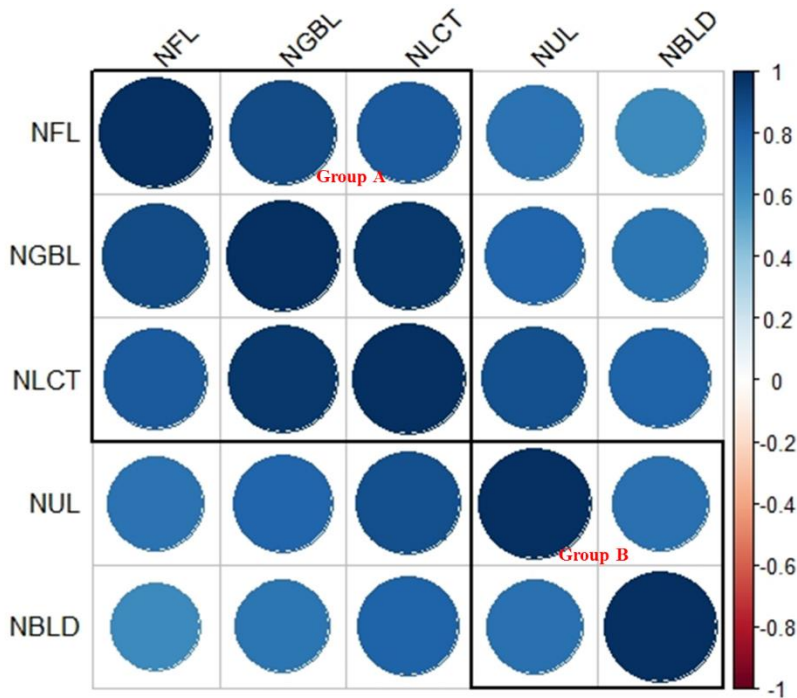 NFL NGBL NLCT NUL NBLD
NFL
NGBL
NLCT
NUL
NBLD
Group A
Group B
1
0.8
0.6
0.4
0.2
0
-0.2
-0.4
-0.6
-0.8
-1